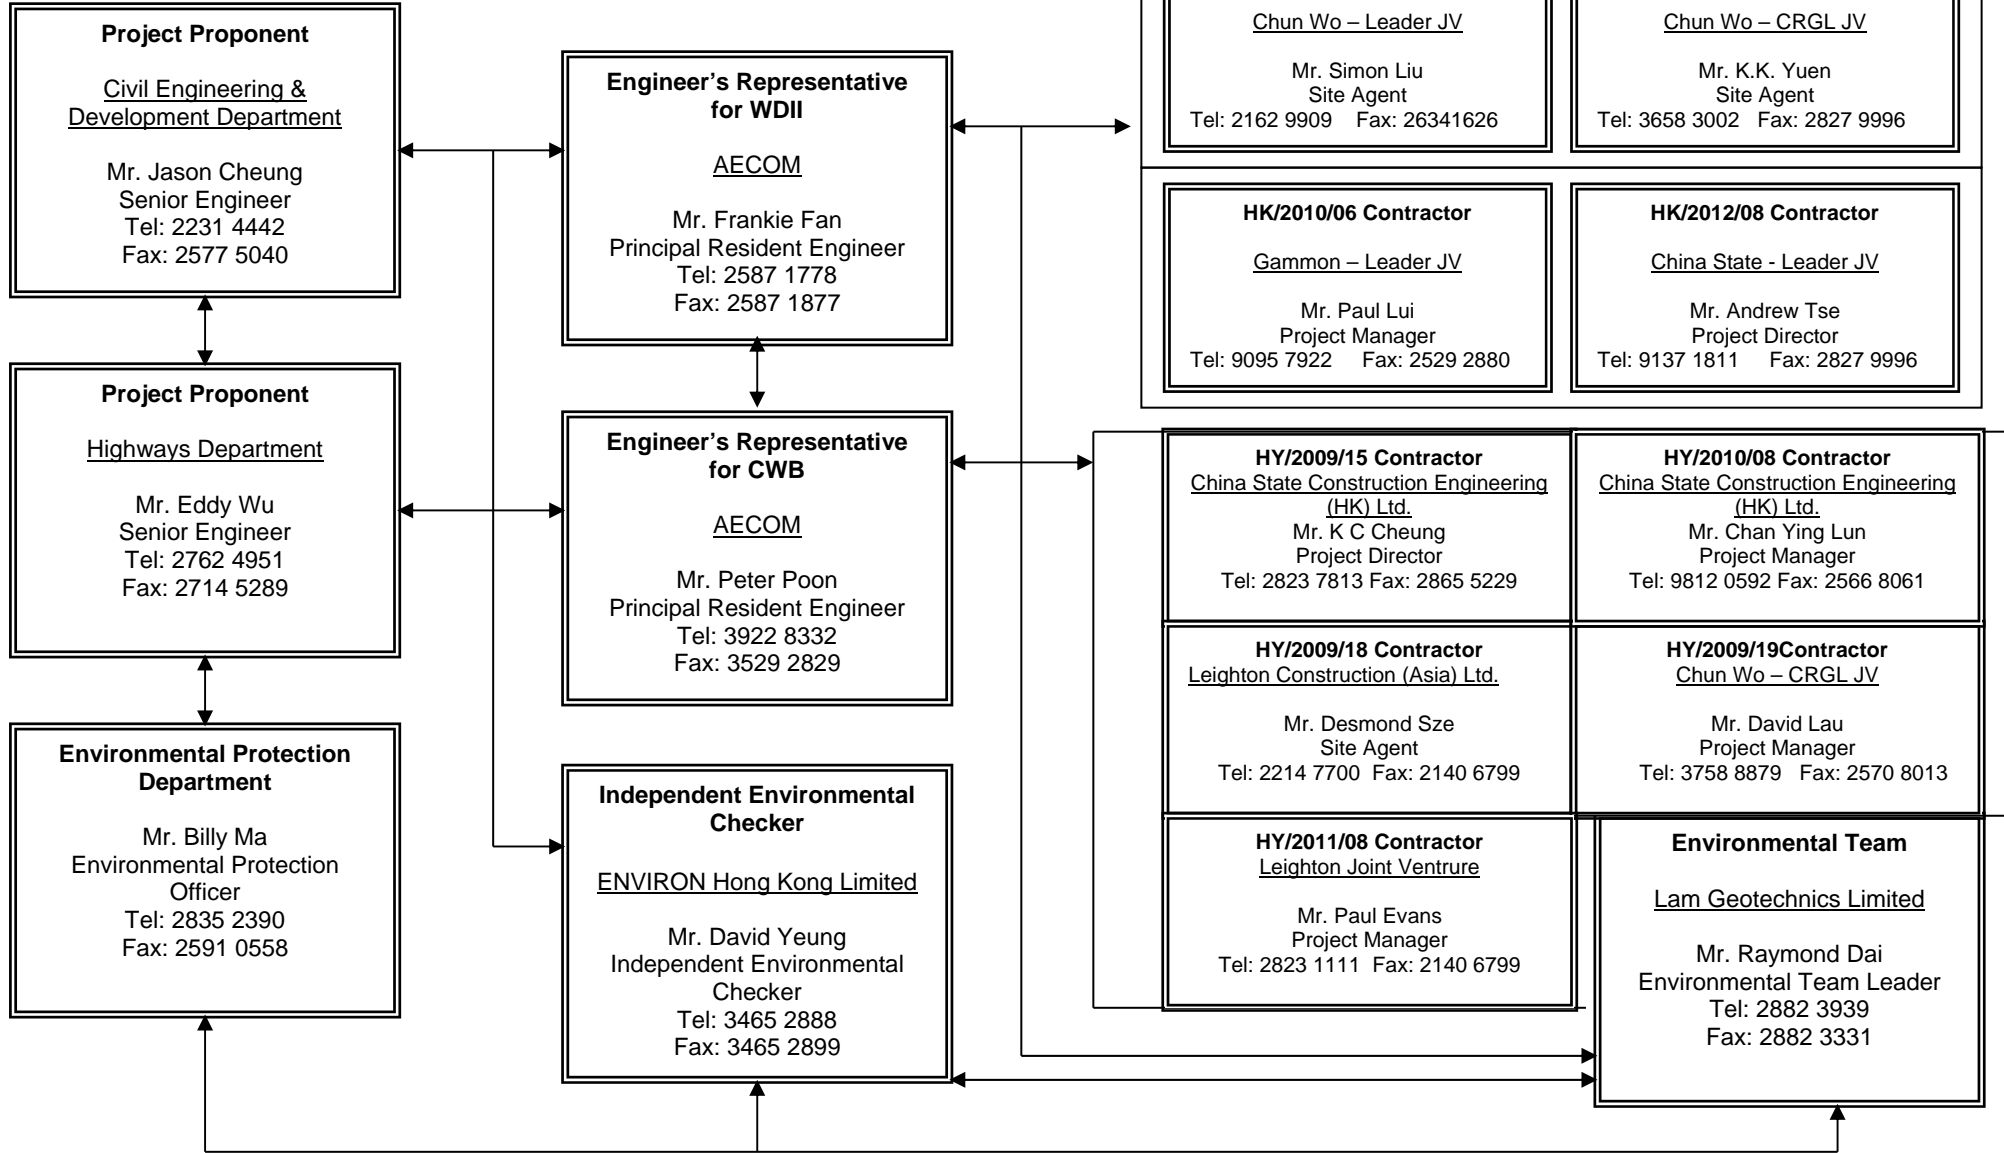 Project Proponent
Civil Engineering &
Development Department
Mr. Jason Cheung
Senior Engineer
Tel: 2231 4442
Fax: 2577 5040
Project Proponent
Highways Department
Mr. Eddy Wu
Senior Engineer
Tel: 2762 4951
Fax: 2714 5289
Environmental Protection
Department
Mr. Billy Ma
Environmental Protection
Officer
Tel: 2835 2390
Fax: 2591 0558
Engineer’s Representative
for WDII
AECOM
Mr. Frankie Fan
Principal Resident Engineer
Tel: 2587 1778
Fax: 2587 1877
Engineer’s Representative
for CWB
AECOM
Mr. Peter Poon
Principal Resident Engineer
Tel: 3922 8332
Fax: 3529 2829
Independent Environmental
Checker
ENVIRON Hong Kong Limited
Mr. David Yeung
Independent Environmental
Checker
Tel: 3465 2888
Fax: 3465 2899
Chun Wo – Leader JV
Mr. Simon Liu
Site Agent
Tel: 2162 9909 Fax: 26341626
Chun Wo – CRGL JV
Mr. K.K. Yuen
Site Agent
Tel: 3658 3002 Fax: 2827 9996
HK/2010/06 Contractor
Gammon – Leader JV
Mr. Paul Lui
Project Manager
Tel: 9095 7922 Fax: 2529 2880
HK/2012/08 Contractor
China State - Leader JV
Mr. Andrew Tse
Project Director
Tel: 9137 1811 Fax: 2827 9996
HY/2009/15 Contractor
China State Construction Engineering
(HK) Ltd.
Mr. K C Cheung
Project Director
Tel: 2823 7813 Fax: 2865 5229
HY/2010/08 Contractor
China State Construction Engineering
(HK) Ltd.
Mr. Chan Ying Lun
Project Manager
Tel: 9812 0592 Fax: 2566 8061
HY/2009/18 Contractor
Leighton Construction (Asia) Ltd.
Mr. Desmond Sze
Site Agent
Tel: 2214 7700 Fax: 2140 6799
HY/2009/19Contractor
Chun Wo – CRGL JV
Mr. David Lau
Project Manager
Tel: 3758 8879 Fax: 2570 8013
HY/2011/08 Contractor
Leighton Joint Ventrure
Mr. Paul Evans
Project Manager
Tel: 2823 1111 Fax: 2140 6799
Environmental Team
Lam Geotechnics Limited
Mr. Raymond Dai
Environmental Team Leader
Tel: 2882 3939
Fax: 2882 3331